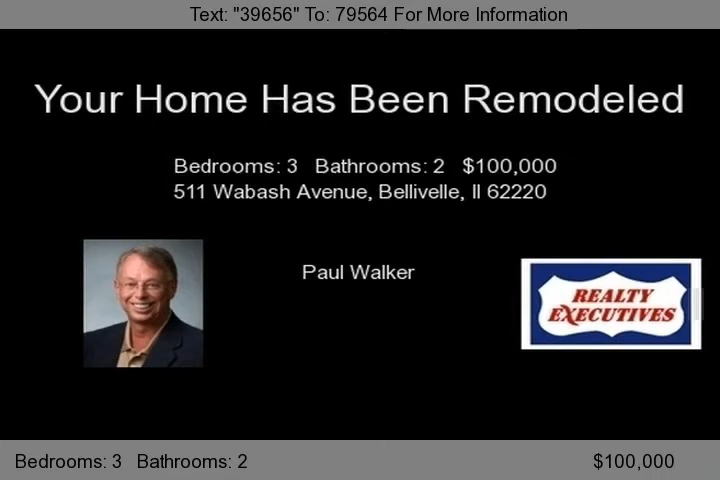 Text: "39656" To: 79564 For More Information
Your Home Has Been Remodeled
Bedrooms: 3 Bathrooms: 2 $100,000
511 Wabash Avenue, Bellivelle, Il 62220
Paul Walker
REALTY
EXECUTIVES
Bedrooms: 3 Bathrooms: 2 $100,000